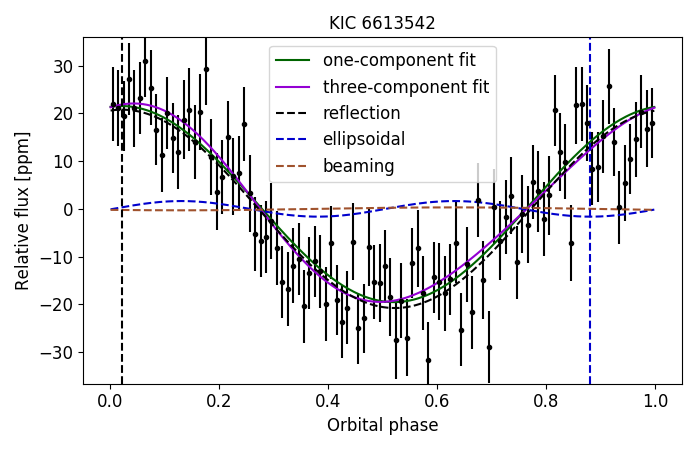 KIC 6613542
one-component fit
three-component fit
reflection
ellipsoidal
beaming
Relative flux [ppm]
30
20
10
0
−10
−20
−30
0.0 0.2 0.4 0.6 0.8 1.0
Orbital phase